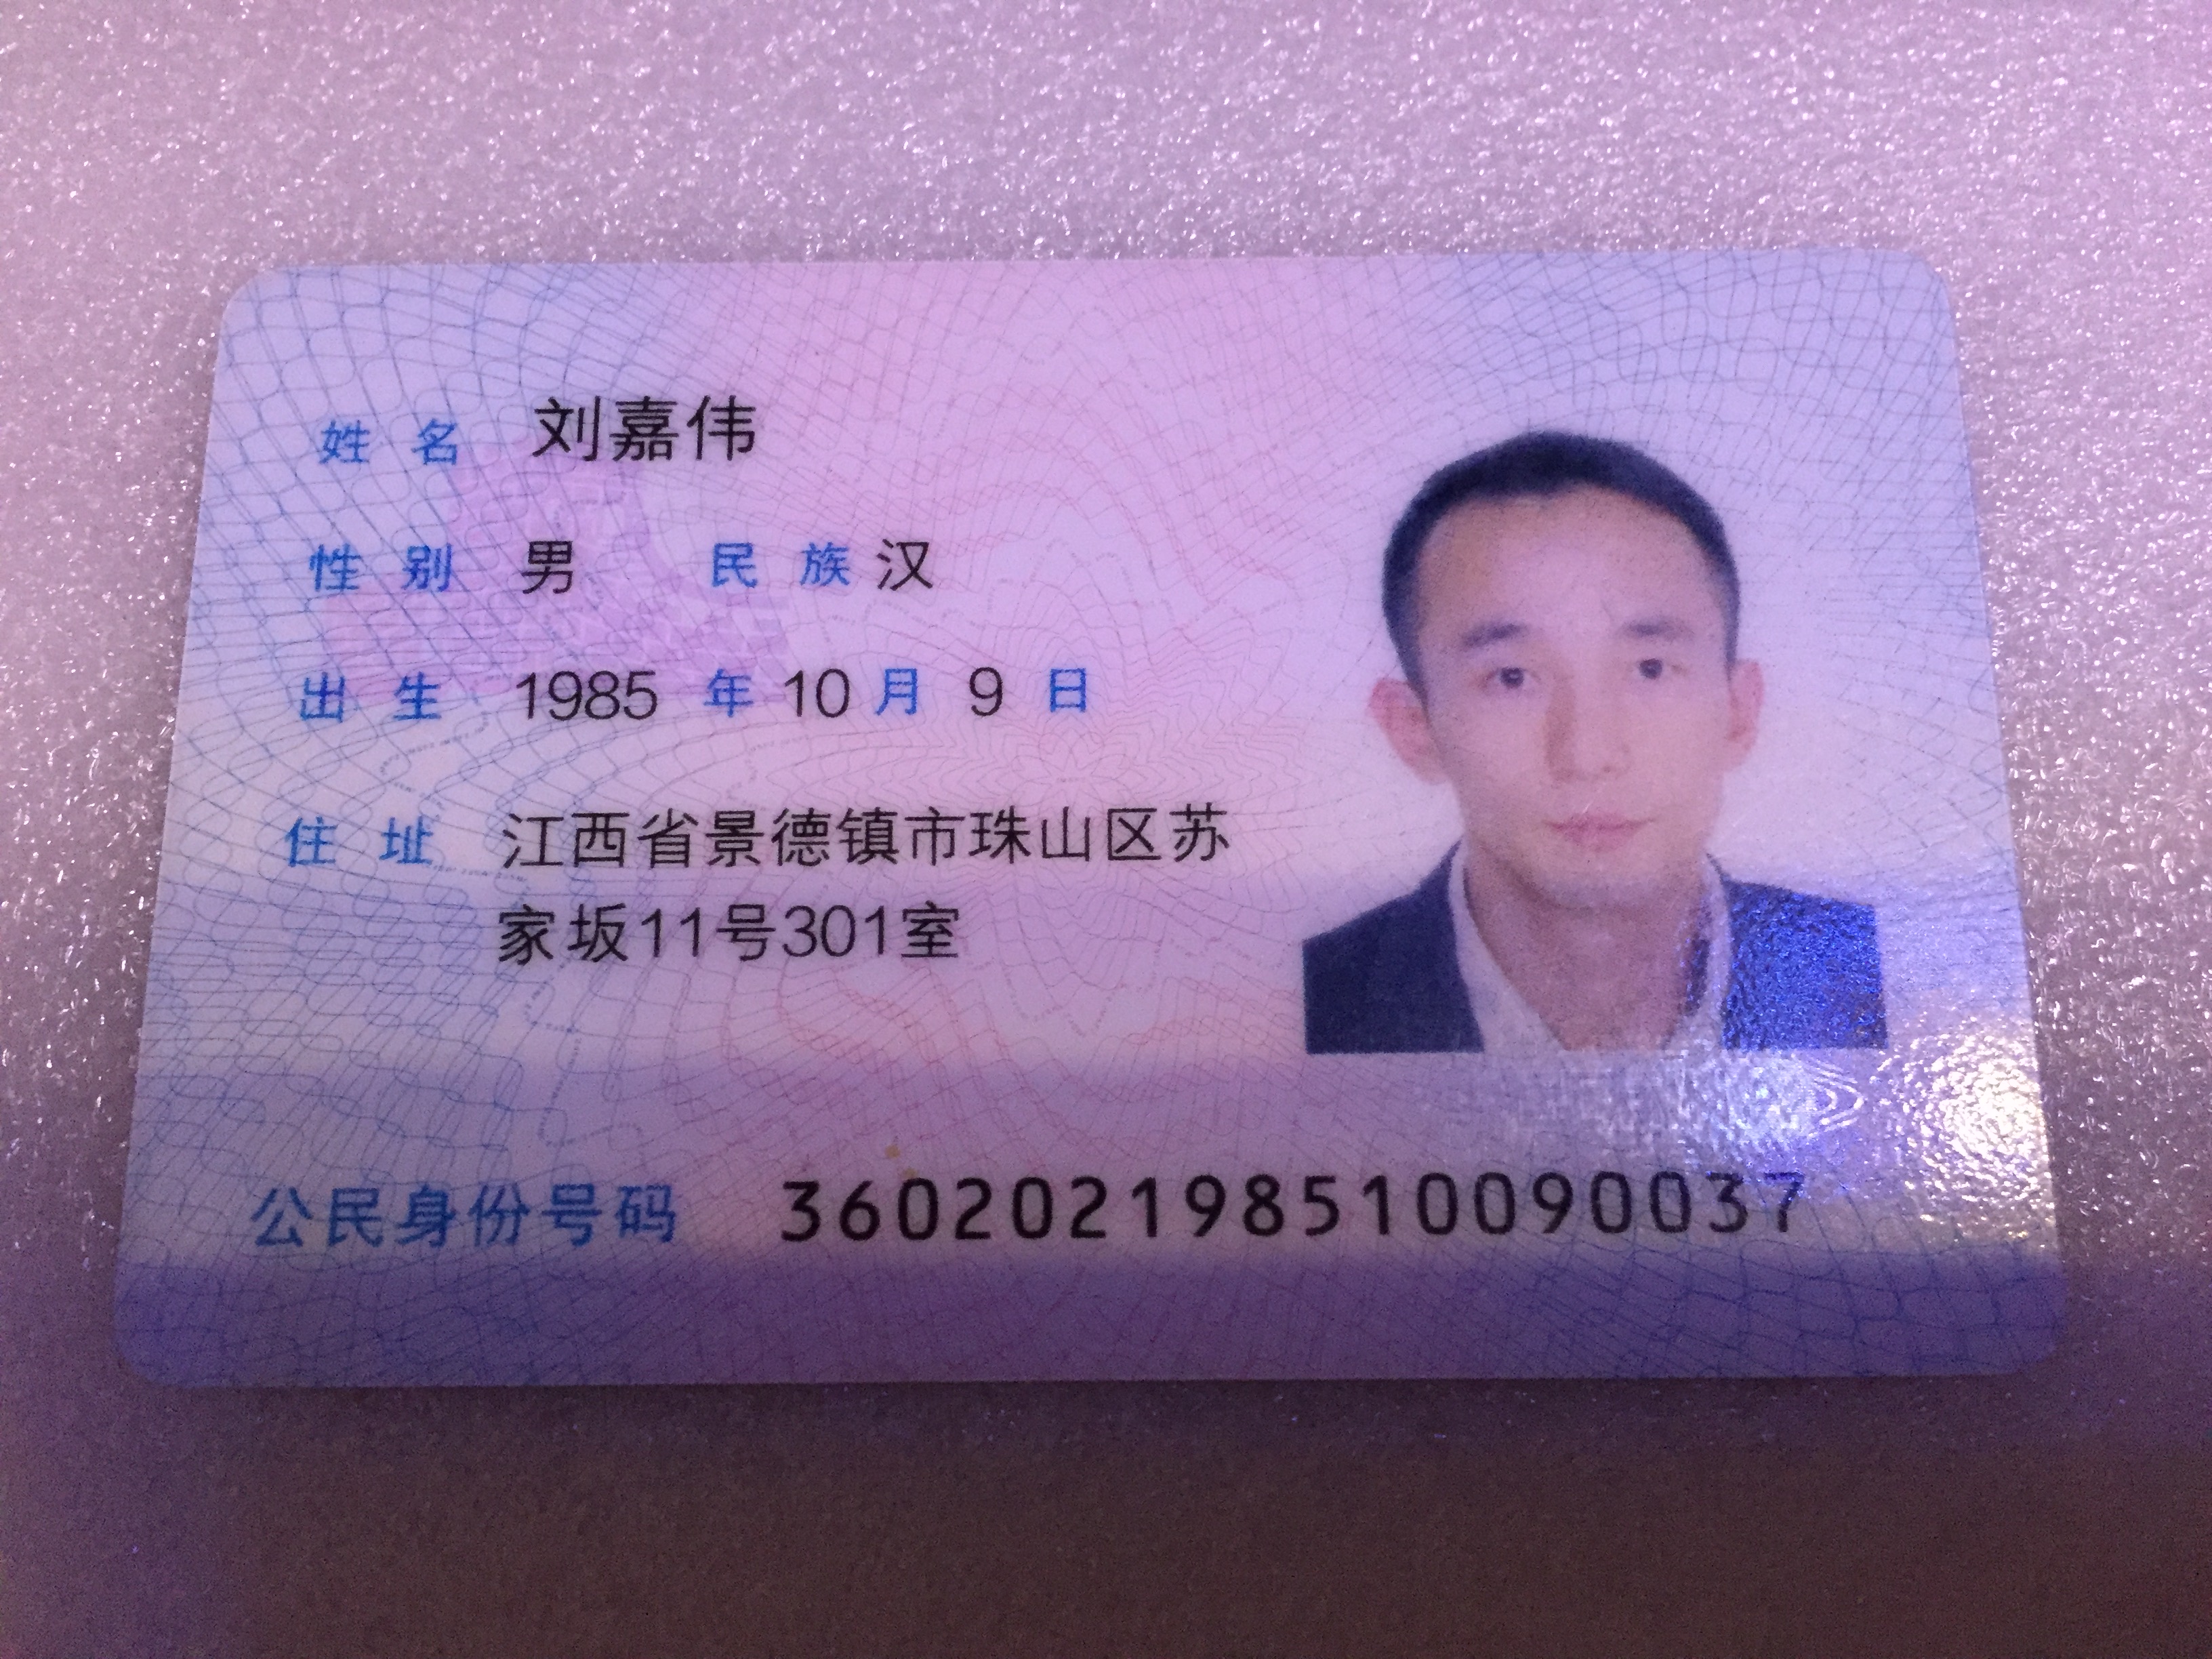 姓 名 刘嘉伟
性 别 男 民 族 汉
出 生 1985 年 10 月 9 日
住 址 江西省景德镇市珠山区苏
家坂11号301室
公民身份号码 360202198510090037